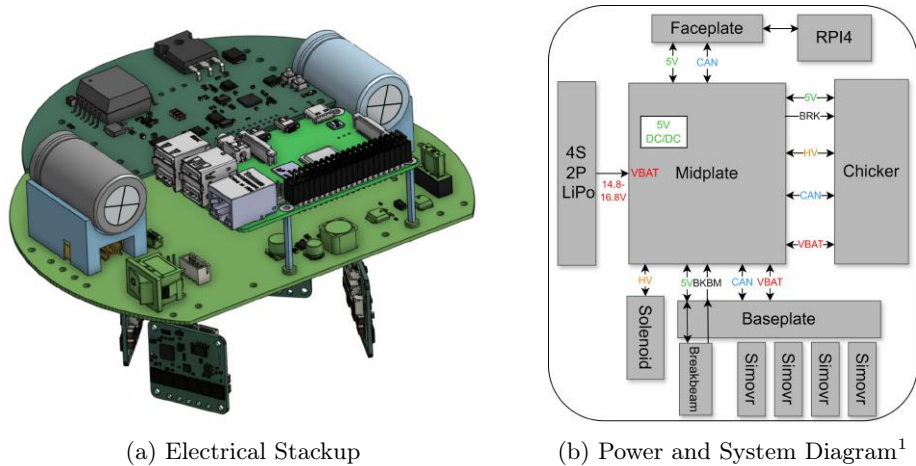 Faceplate
RPI4
5V
CAN
5V
DC/DC
5V
BRK
4S
2P
LiPo
VBAT
14.8-
16.8V
Midplate
HV
Chicker
CAN
VBAT
HV
5V
BKBM
CAN
VBAT
Solenoid
Baseplate
Breakbeam
Simovr
Simovr
Simovr
Simovr
(a) Electrical Stackup
(b) Power and System Diagram¹